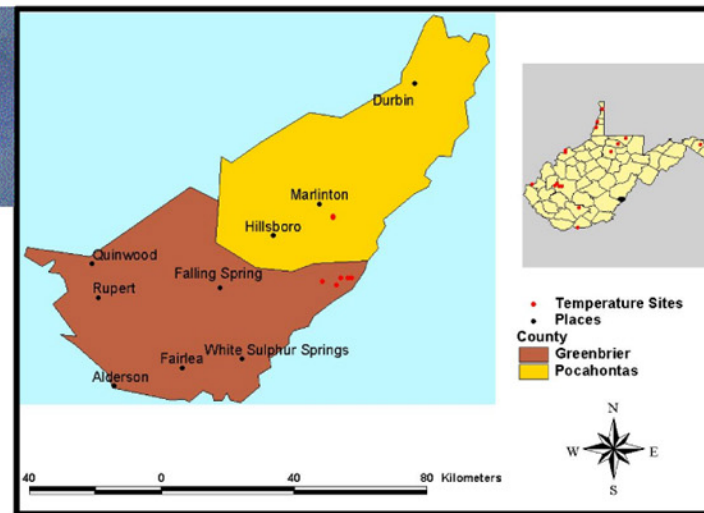 Durbin
Marlinton
Hillsboro
Quinwood
Falling Spring
Rupert
White Sulphur Springs
Fairlea
Alderson
Temperature Sites
Places
County
Greenbrier
Pocahontas
N
W E
S
40 0 40 80 Kilometers